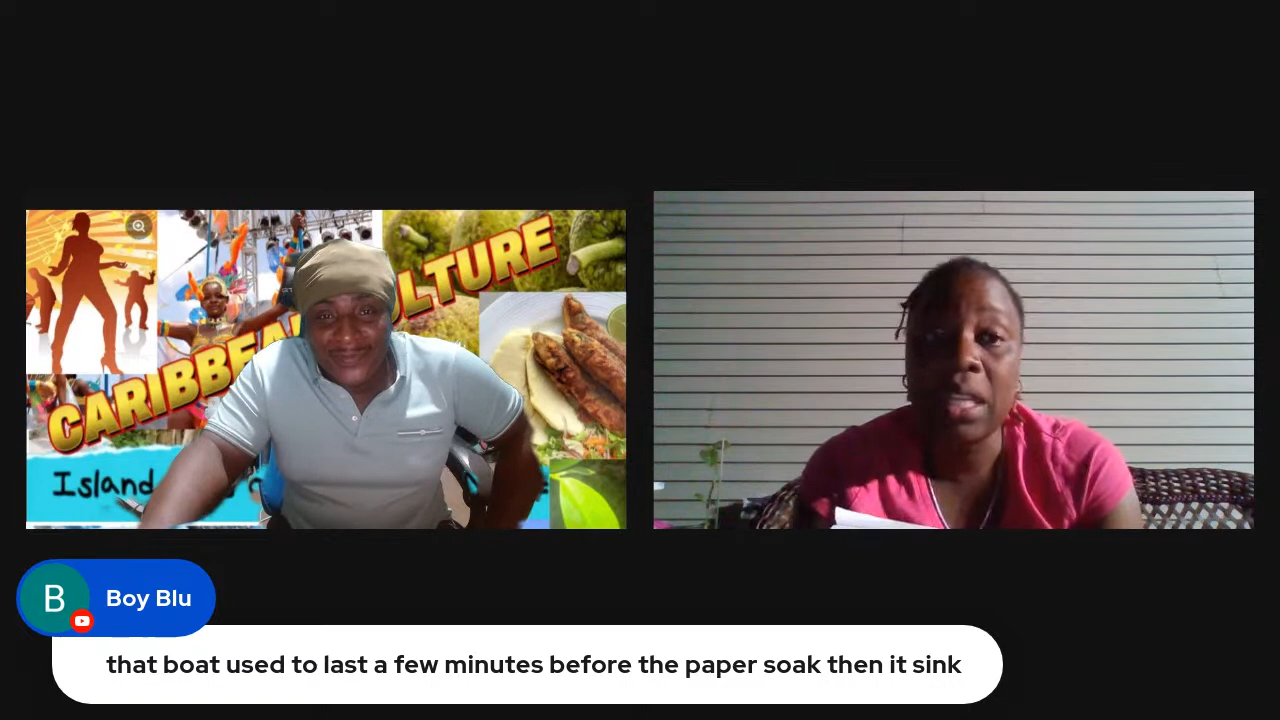 CARIBBEAN CULTURE
Island
B
Boy Blu
that boat used to last a few minutes before the paper soak then it sink